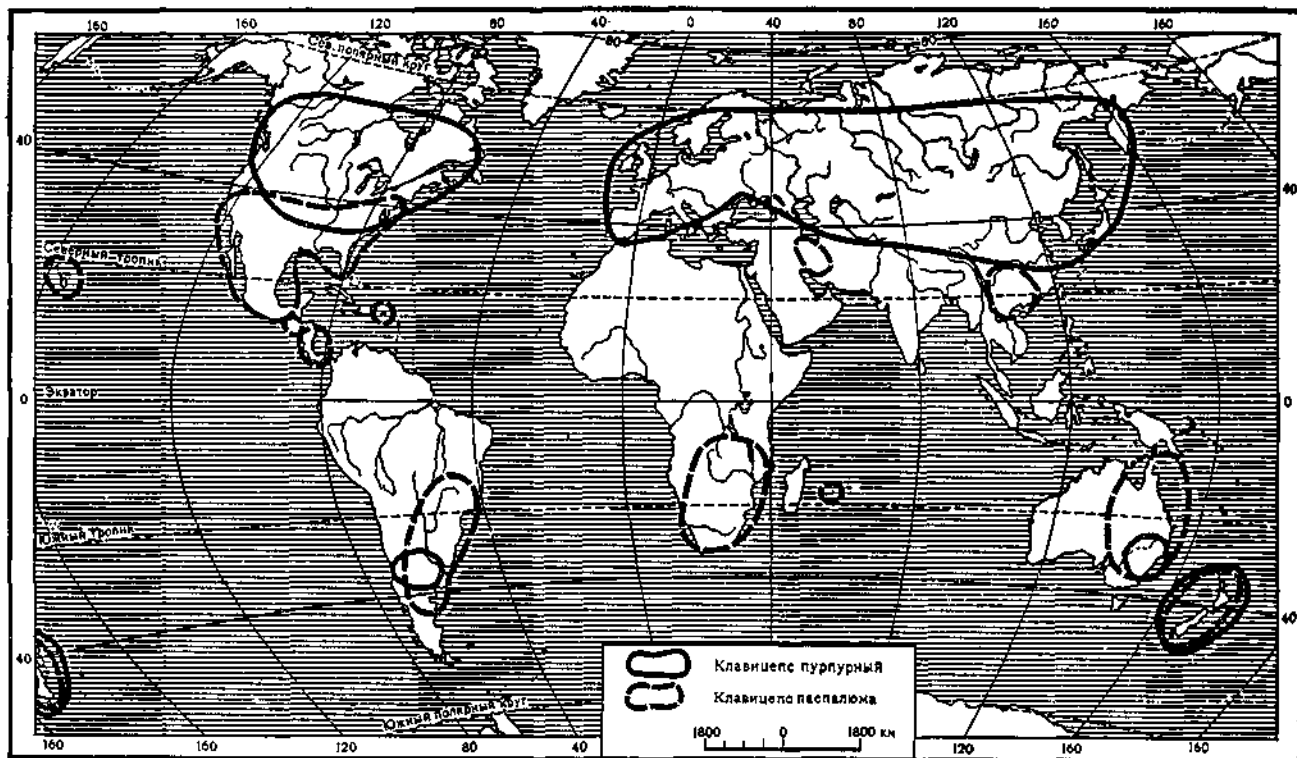 160 120 80 40 0 40 80 120 160 160
Сев. полярный круг
40
40
Северный тропик
0 Экватор
0
Южный тропик
40
40
Южный полярный круг
Клавицепс пурпурный
Клавицепс паспалюма
1800 0 1800 км
160 160 120 80 40 120 160 160